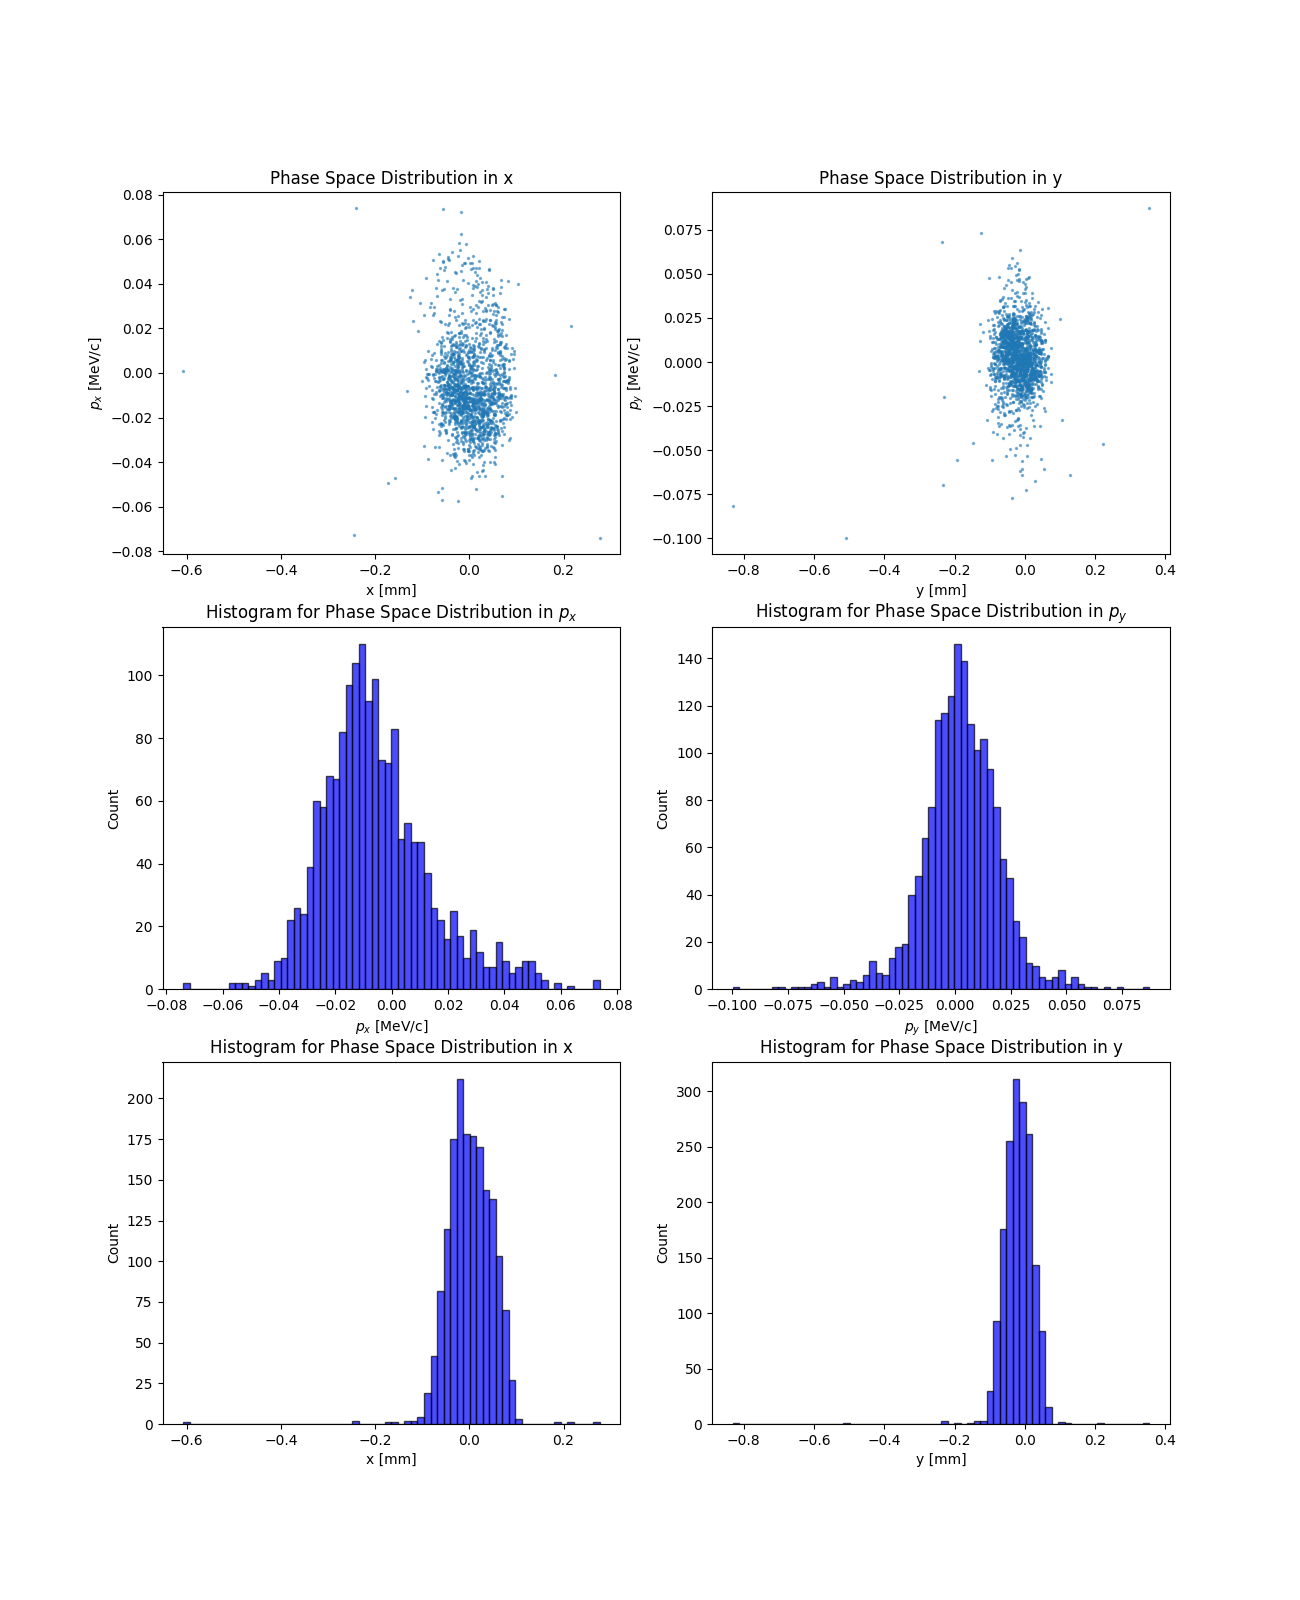 Phase Space Distribution in x
0.08
0.06
0.04
0.02
0.00
−0.02
−0.04
−0.06
−0.08
p_x [MeV/c]
−0.6 −0.4 −0.2 0.0 0.2
x [mm]
Phase Space Distribution in y
0.075
0.050
0.025
0.000
−0.025
−0.050
−0.075
−0.100
p_y [MeV/c]
−0.8 −0.6 −0.4 −0.2 0.0 0.2 0.4
y [mm]
Histogram for Phase Space Distribution in p_x
100
80
60
40
20
0
Count
−0.08 −0.06 −0.04 −0.02 0.00 0.02 0.04 0.06 0.08
p_x [MeV/c]
Histogram for Phase Space Distribution in p_y
140
120
100
80
60
40
20
0
Count
−0.100 −0.075 −0.050 −0.025 0.000 0.025 0.050 0.075
p_y [MeV/c]
Histogram for Phase Space Distribution in x
200
175
150
125
100
75
50
25
0
Count
−0.6 −0.4 −0.2 0.0 0.2
x [mm]
Histogram for Phase Space Distribution in y
300
250
200
150
100
50
0
Count
−0.8 −0.6 −0.4 −0.2 0.0 0.2 0.4
y [mm]